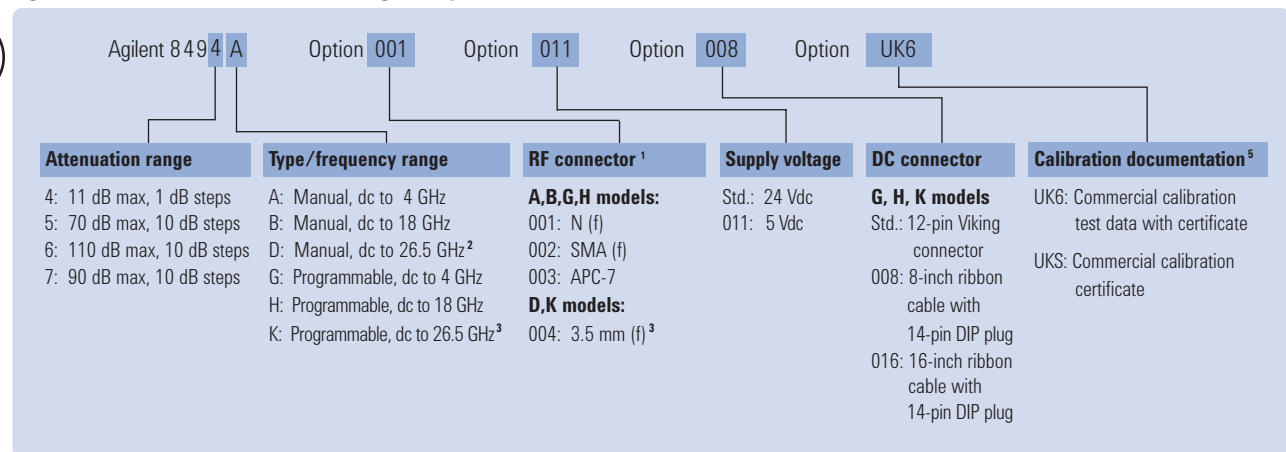 Agilent 8494 A Option 001 Option 011 Option 008 Option UK6
Attenuation range
4: 11 dB max, 1 dB steps
5: 70 dB max, 10 dB steps
6: 110 dB max, 10 dB steps
7: 90 dB max, 10 dB steps
Type/frequency range
A: Manual, dc to 4 GHz
B: Manual, dc to 18 GHz
D: Manual, dc to 26.5 GHz ²
G: Programmable, dc to 4 GHz
H: Programmable, dc to 18 GHz
K: Programmable, dc to 26.5 GHz ³
RF connector ¹
A,B,G,H models:
001: N (f)
002: SMA (f)
003: APC-7
D,K models:
004: 3.5 mm (f) ³
Supply voltage
Std.: 24 Vdc
011: 5 Vdc
DC connector
G, H, K models
Std.: 12-pin Viking
connector
008: 8-inch ribbon
cable with
14-pin DIP plug
016: 16-inch ribbon
cable with
14-pin DIP plug
Calibration documentation ⁵
UK6: Commercial calibration
test data with certificate
UKS: Commercial calibration
certificate